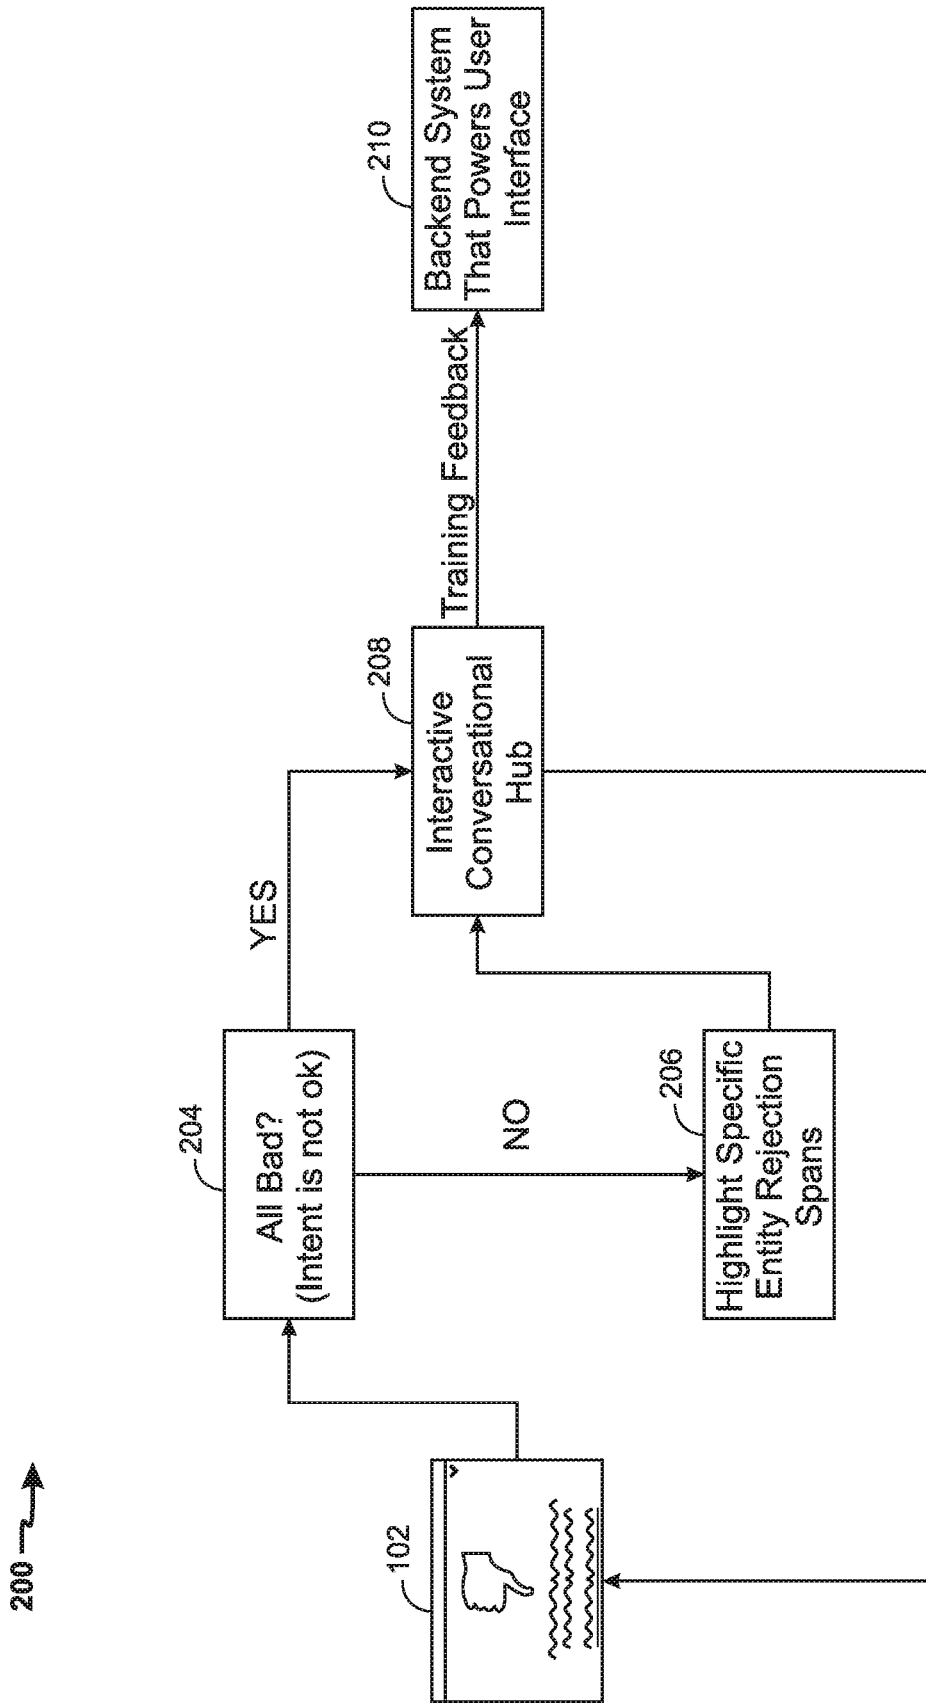 200
102
204
All Bad?
(Intent is not ok)
YES
NO
206
Highlight Specific
Entity Rejection
Spans
208
Interactive
Conversational
Hub
Training Feedback
210
Backend System
That Powers User
Interface